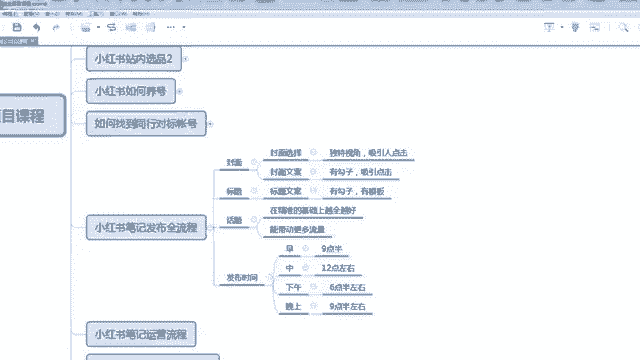 小红书站内选品2
小红书如何养号
目课程
如何找到同行对标帐号
封面
封面选择
独特视角，吸引人点击
封面文案
有勾子，吸引点击
标题
标题文案
有勾子，有模板
小红书笔记发布全流程
话题
在精准的基础上越全越好
能带动更多流量
发布时间
早
9点半
中
12点左右
下午
6点半左右
晚上
9点半左右
小红书笔记运营流程